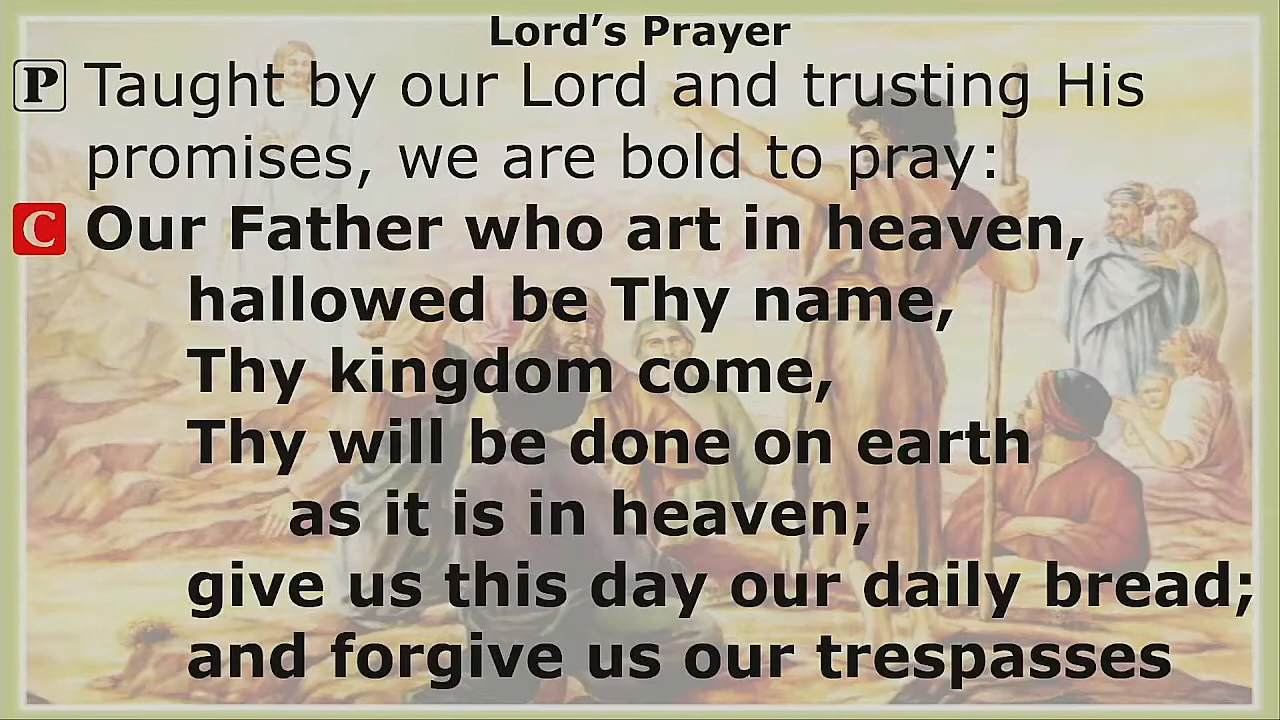 Lord’s Prayer
P Taught by our Lord and trusting His
promises, we are bold to pray:
C Our Father who art in heaven,
hallowed be Thy name,
Thy kingdom come,
Thy will be done on earth
as it is in heaven;
give us this day our daily bread;
and forgive us our trespasses